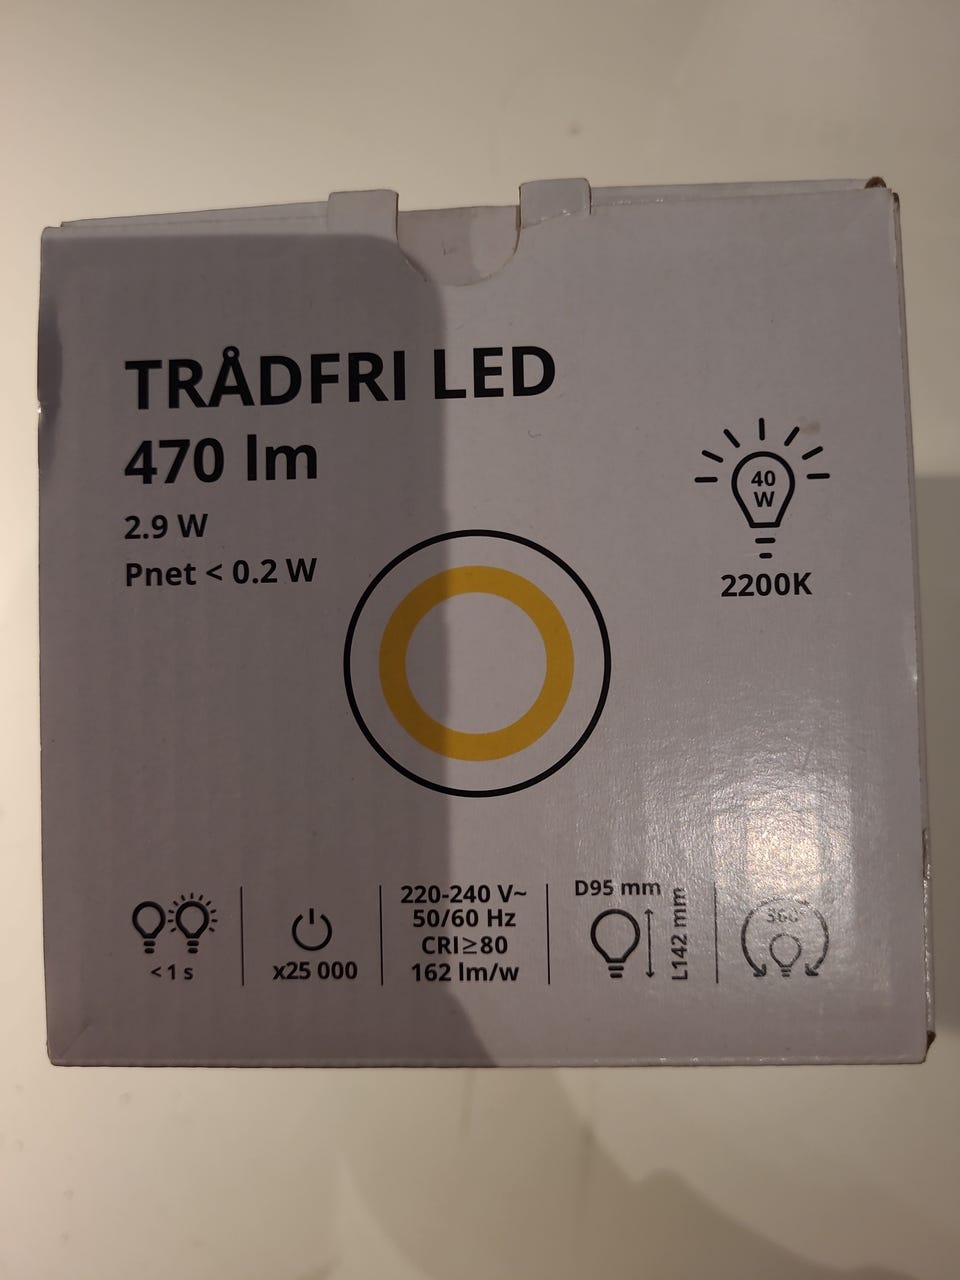 TRÅDFRI LED
470 lm
2.9 W
Pnet < 0.2 W
40
W
2200K
< 1 s
x25 000
220-240 V~
50/60 Hz
CRI≥80
162 lm/w
D95 mm
L142 mm
360°